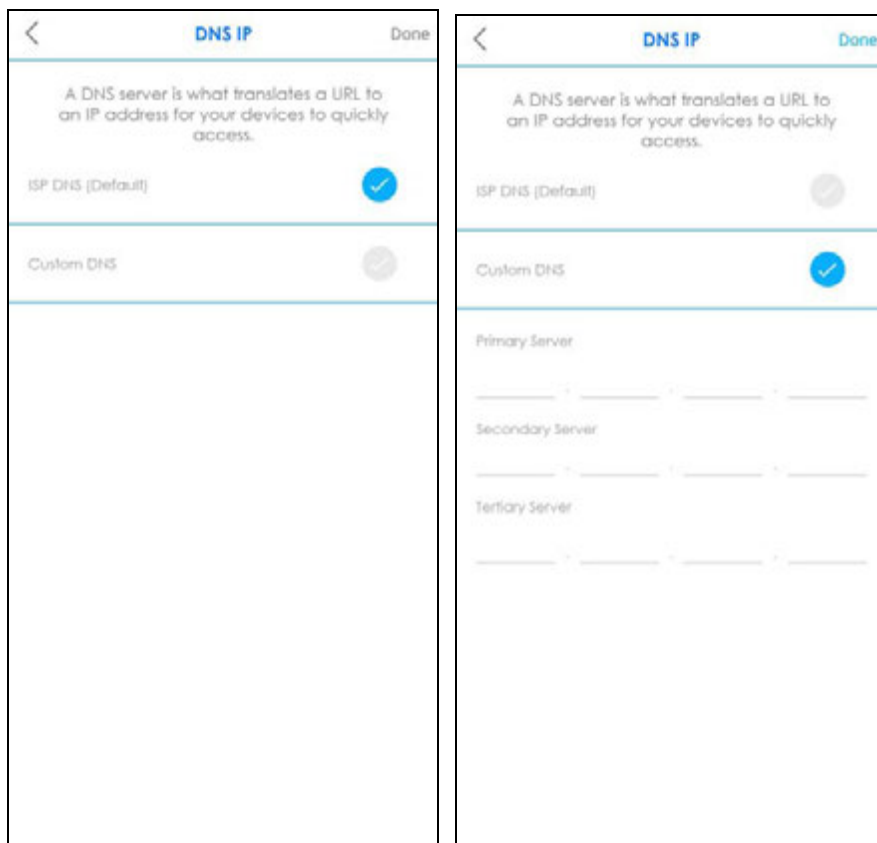 DNS IP Done
A DNS server is what translates a URL to
an IP address for your devices to quickly
access.
ISP DNS (Default)
Custom DNS
DNS IP Done
A DNS server is what translates a URL to
an IP address for your devices to quickly
access.
ISP DNS (Default)
Custom DNS
Primary Server
Secondary Server
Tertiary Server